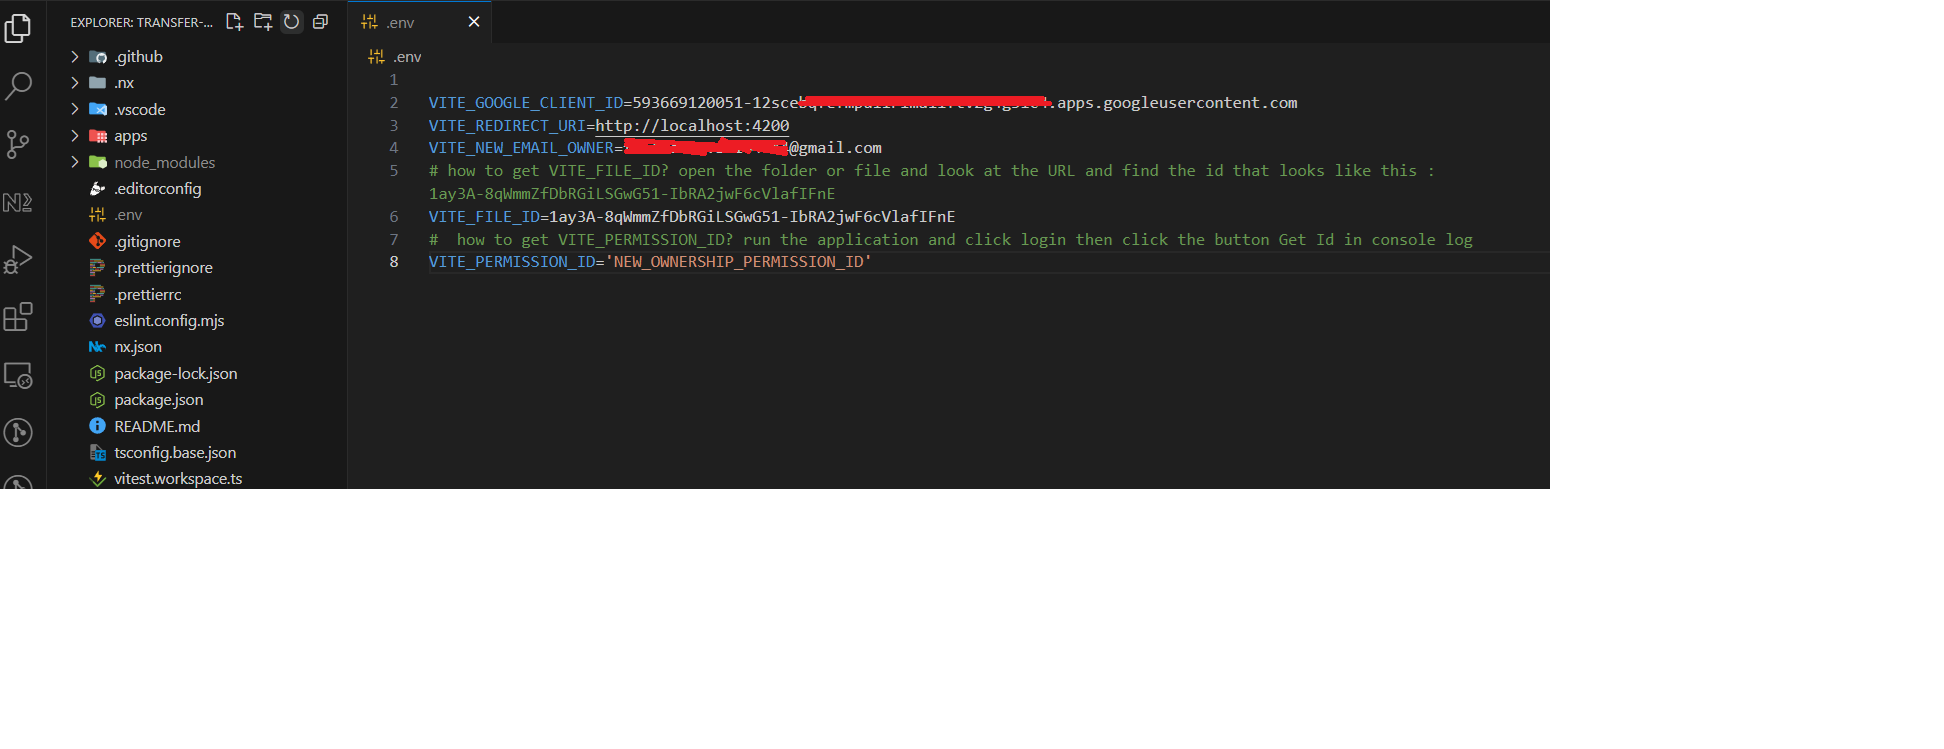 EXPLORER: TRANSFER-...
.github
.nx
.vscode
apps
node_modules
.editorconfig
.env
.gitignore
.prettierignore
.prettierrc
eslint.config.mjs
nx.json
package-lock.json
package.json
README.md
tsconfig.base.json
vitest.workspace.ts
.env
.env
1
2 VITE_GOOGLE_CLIENT_ID=593669120051-12sce .apps.googleusercontent.com
3 VITE_REDIRECT_URI=http://localhost:4200
4 VITE_NEW_EMAIL_OWNER= @gmail.com
5 # how to get VITE_FILE_ID? open the folder or file and look at the URL and find the id that looks like this :
1ay3A-8qWmmZfDbRGiLSGwG51-IbRA2jwF6cVlafIFnE
6 VITE_FILE_ID=1ay3A-8qWmmZfDbRGiLSGwG51-IbRA2jwF6cVlafIFnE
7 #  how to get VITE_PERMISSION_ID? run the application and click login then click the button Get Id in console log
8 VITE_PERMISSION_ID='NEW_OWNERSHIP_PERMISSION_ID'